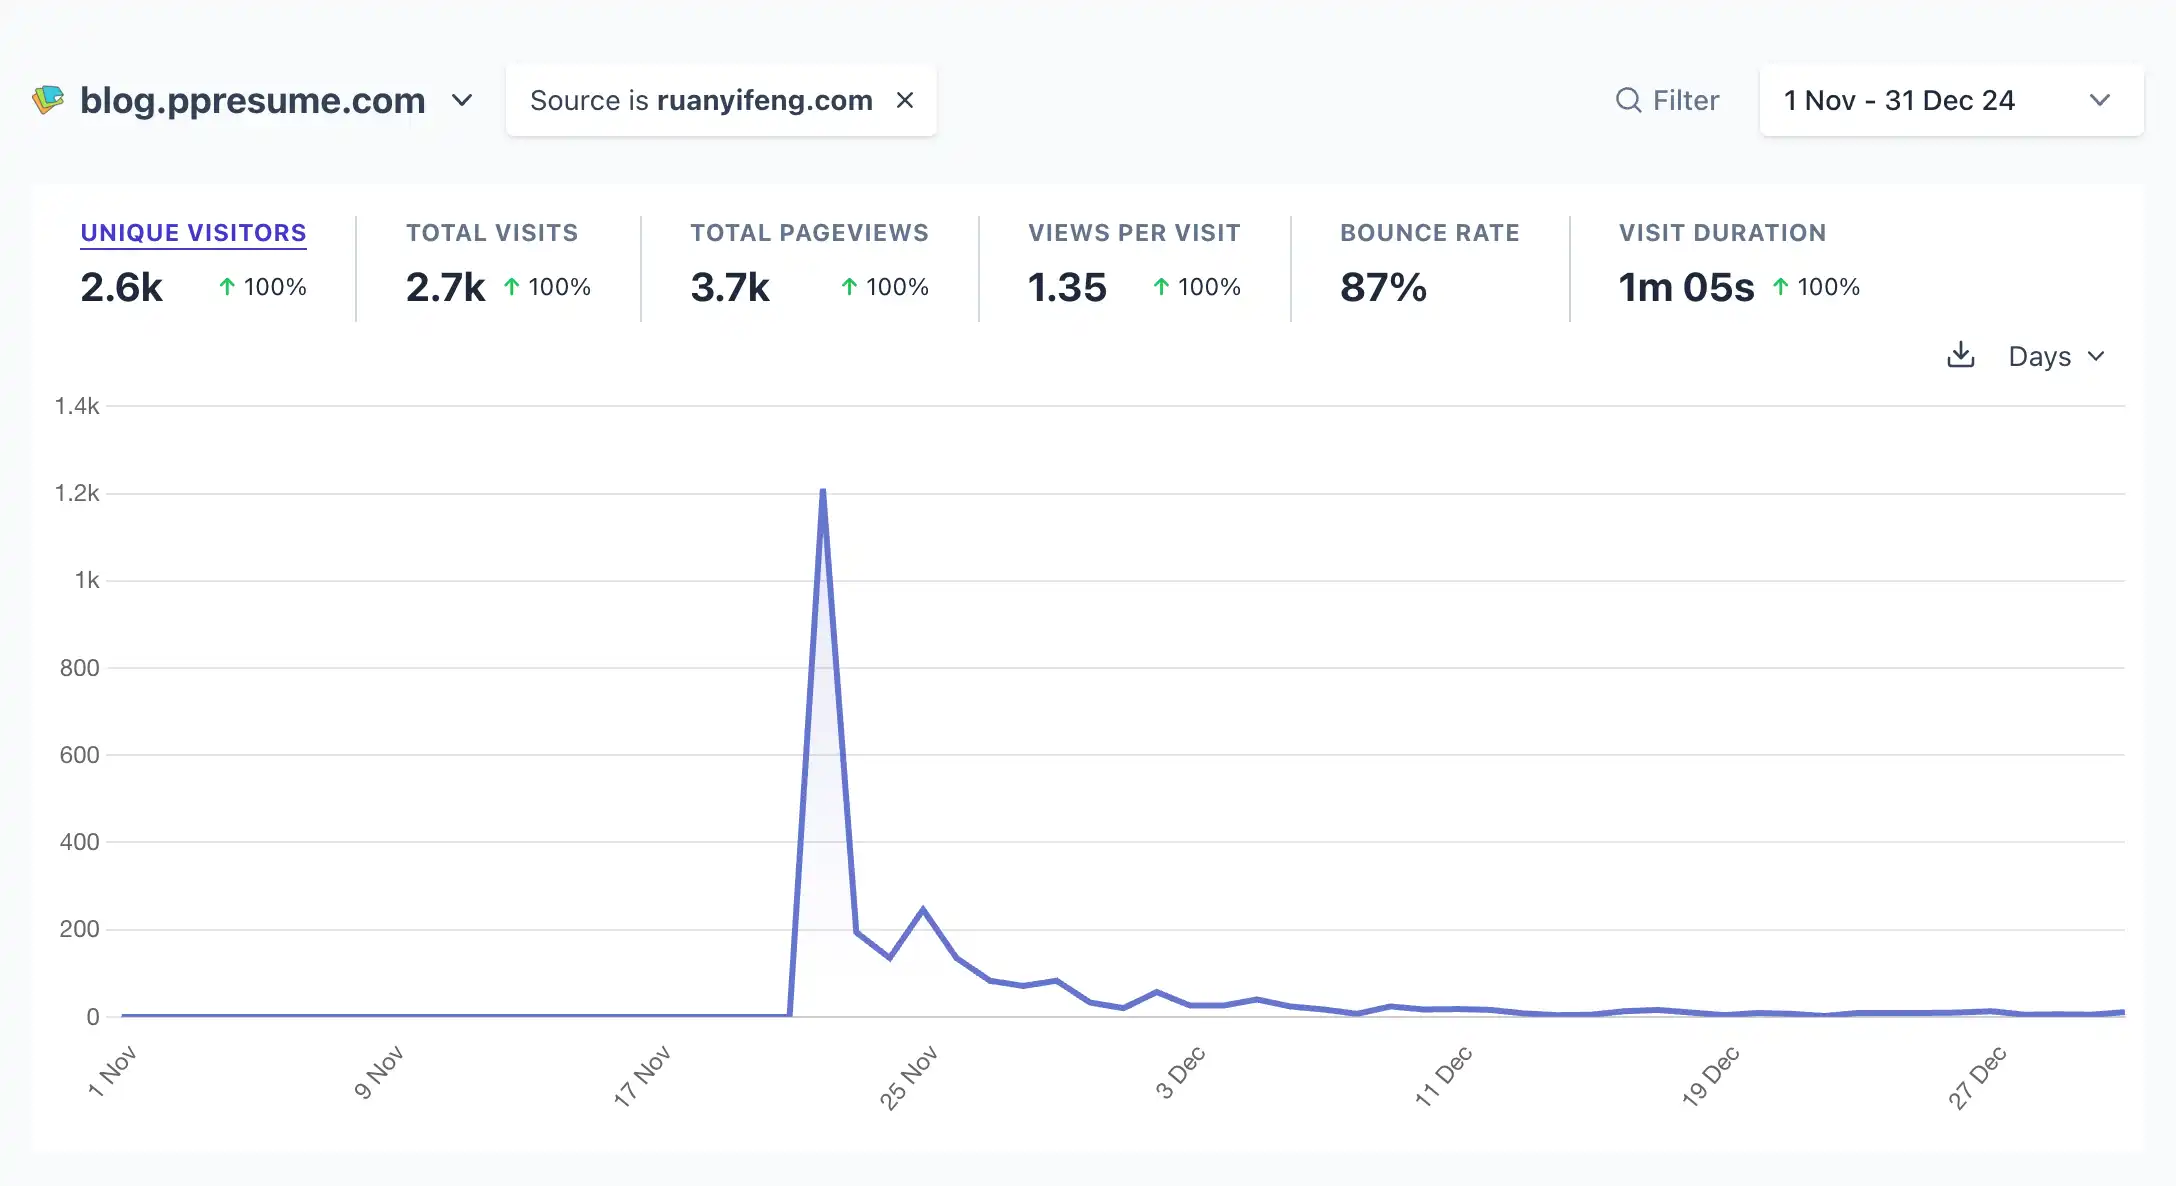 blog.ppresume.com
Source is ruanyifeng.com
Filter
1 Nov - 31 Dec 24
UNIQUE VISITORS
2.6k 100%
TOTAL VISITS
2.7k 100%
TOTAL PAGEVIEWS
3.7k 100%
VIEWS PER VISIT
1.35 100%
BOUNCE RATE
87%
VISIT DURATION
1m 05s 100%
Days
1.4k
1.2k
1k
800
600
400
200
0
1 Nov
9 Nov
17 Nov
25 Nov
3 Dec
11 Dec
19 Dec
27 Dec